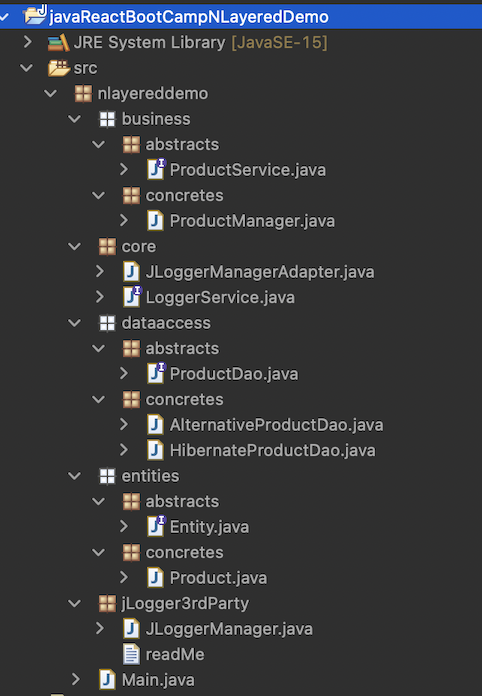 javaReactBootCampNLayeredDemo
JRE System Library [JavaSE-15]
src
nlayereddemo
business
abstracts
ProductService.java
concretes
ProductManager.java
core
JLoggerManagerAdapter.java
LoggerService.java
dataaccess
abstracts
ProductDao.java
concretes
AlternativeProductDao.java
HibernateProductDao.java
entities
abstracts
Entity.java
concretes
Product.java
jLogger3rdParty
JLoggerManager.java
readMe
Main.java